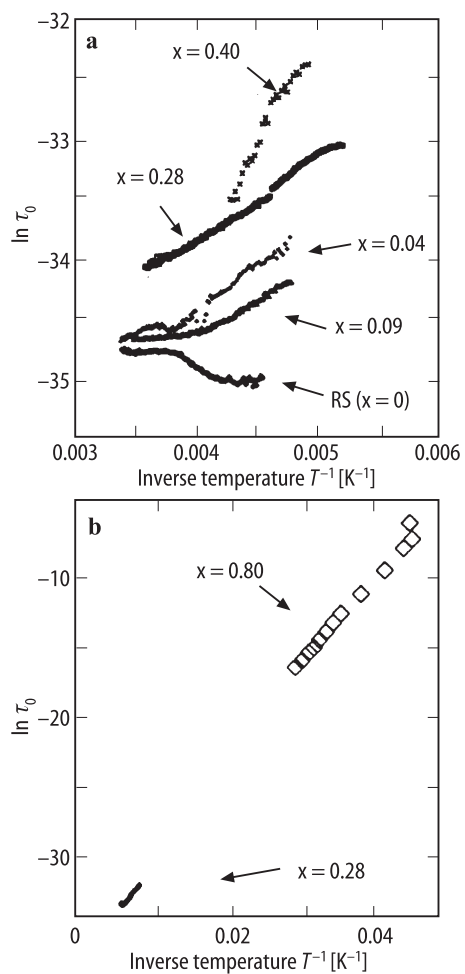 −32
a
x = 0.40
−33
x = 0.28
ln τ0
−34
x = 0.04
x = 0.09
−35
RS (x = 0)
0.003 0.004 0.005 0.006
Inverse temperature T⁻¹ [K⁻¹]
b
x = 0.80
−10
ln τ0
−20
−30
x = 0.28
0 0.02 0.04
Inverse temperature T⁻¹ [K⁻¹]